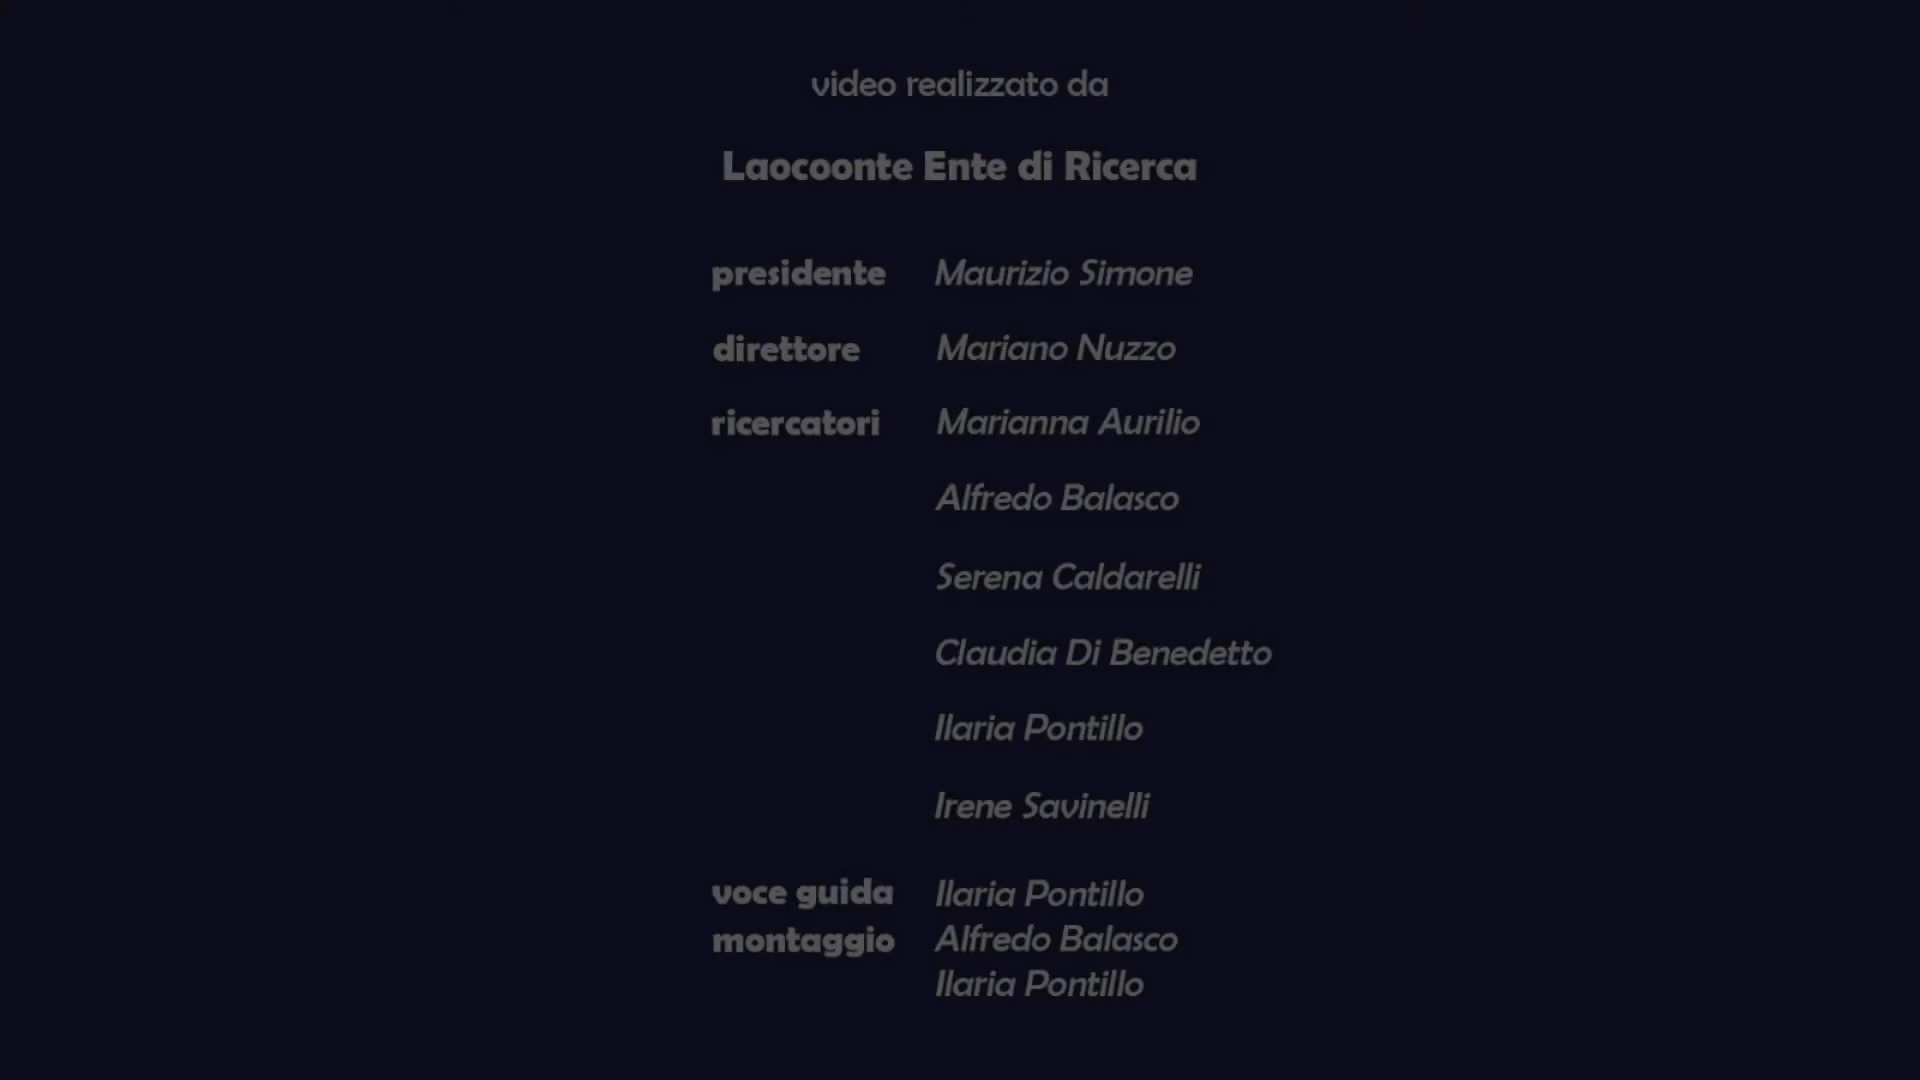 video realizzato da
Laocoonte Ente di Ricerca
presidente Maurizio Simone
direttore Mariano Nuzzo
ricercatori Marianna Aurilio
Alfredo Balasco
Serena Caldarelli
Claudia Di Benedetto
Ilaria Pontillo
Irene Savinelli
voce guida Ilaria Pontillo
montaggio Alfredo Balasco
Ilaria Pontillo